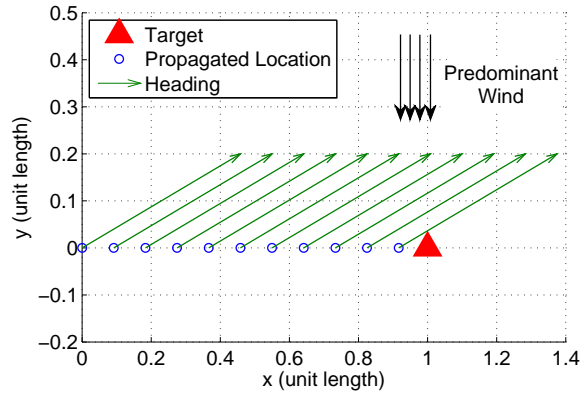 Target
Propagated Location
Heading
Predominant
Wind
0.5
0.4
0.3
0.2
0.1
0
−0.1
−0.2
y (unit length)
0 0.2 0.4 0.6 0.8 1 1.2 1.4
x (unit length)